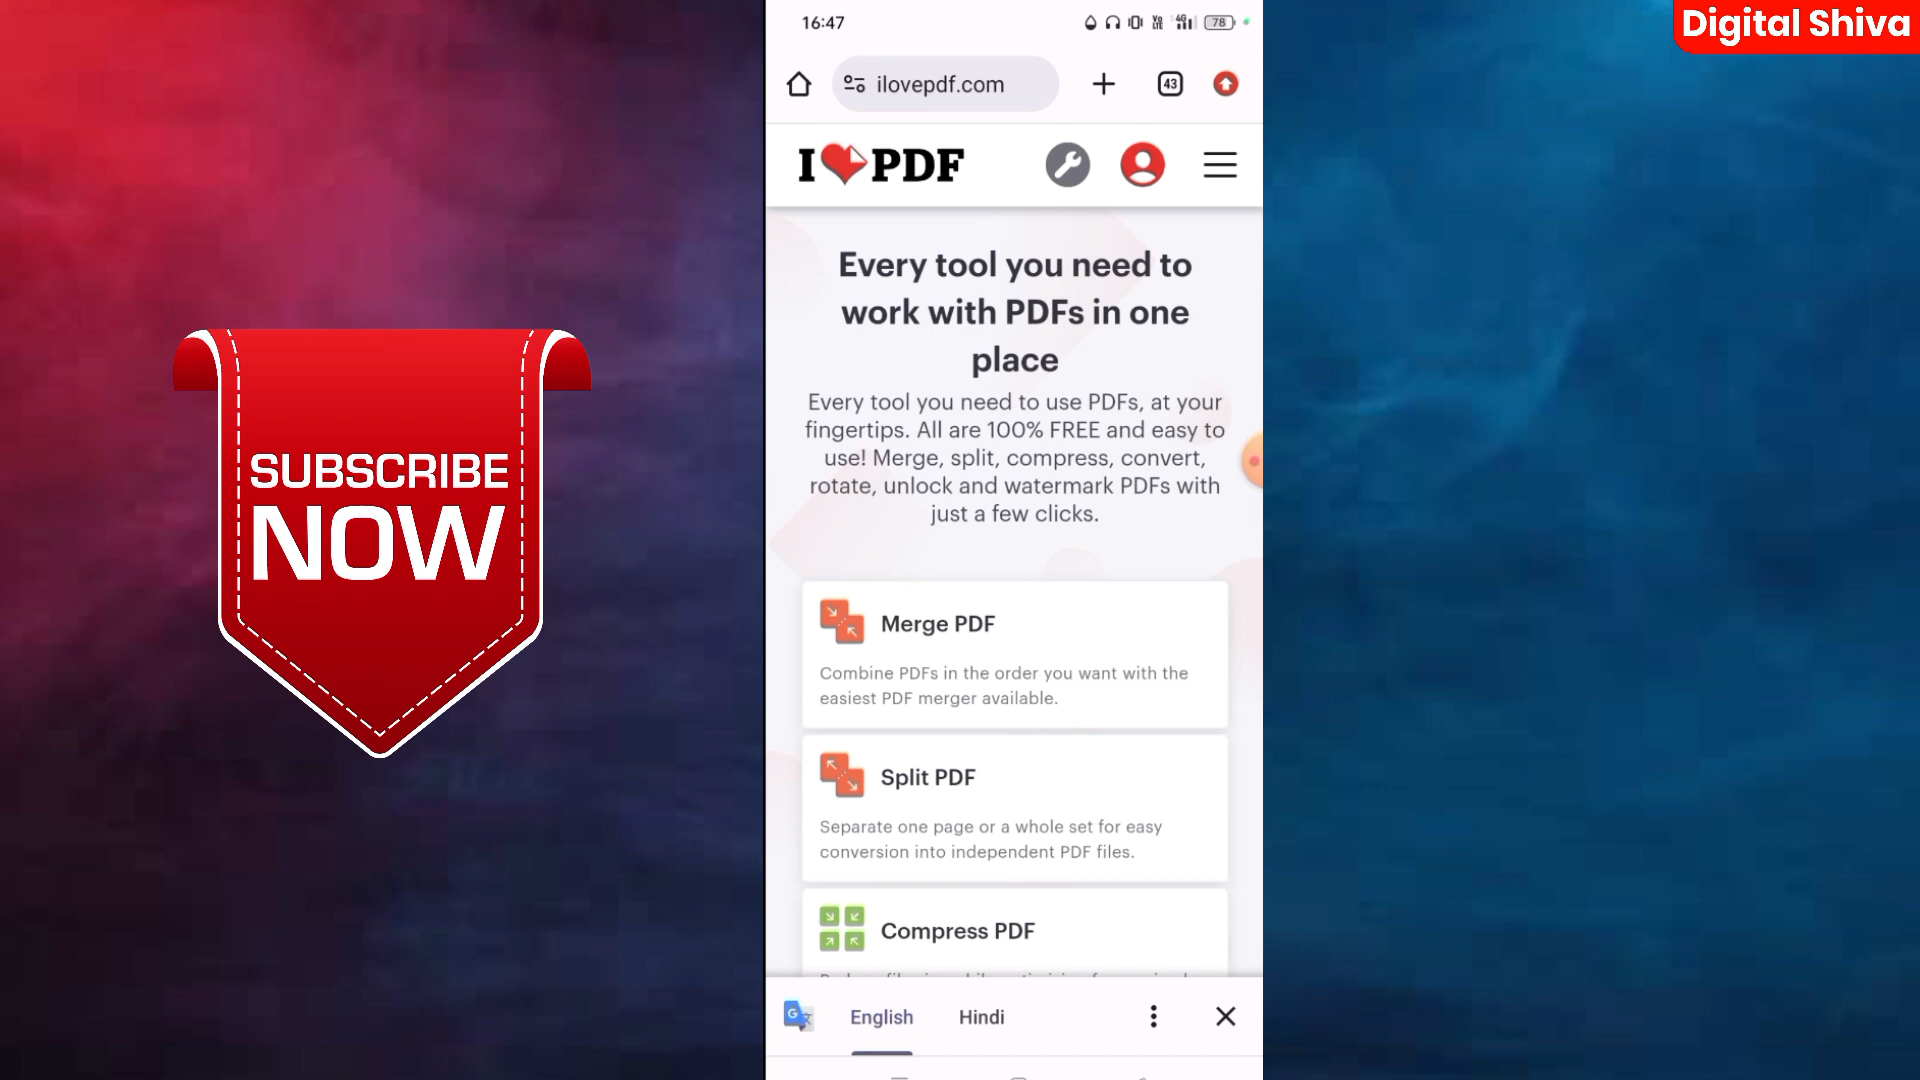 Digital Shiva
SUBSCRIBE
NOW
16:47
4G
78
ilovepdf.com
43
I PDF
Every tool you need to
work with PDFs in one
place
Every tool you need to use PDFs, at your
fingertips. All are 100% FREE and easy to
use! Merge, split, compress, convert,
rotate, unlock and watermark PDFs with
just a few clicks.
Merge PDF
Combine PDFs in the order you want with the
easiest PDF merger available.
Split PDF
Separate one page or a whole set for easy
conversion into independent PDF files.
Compress PDF
English
Hindi